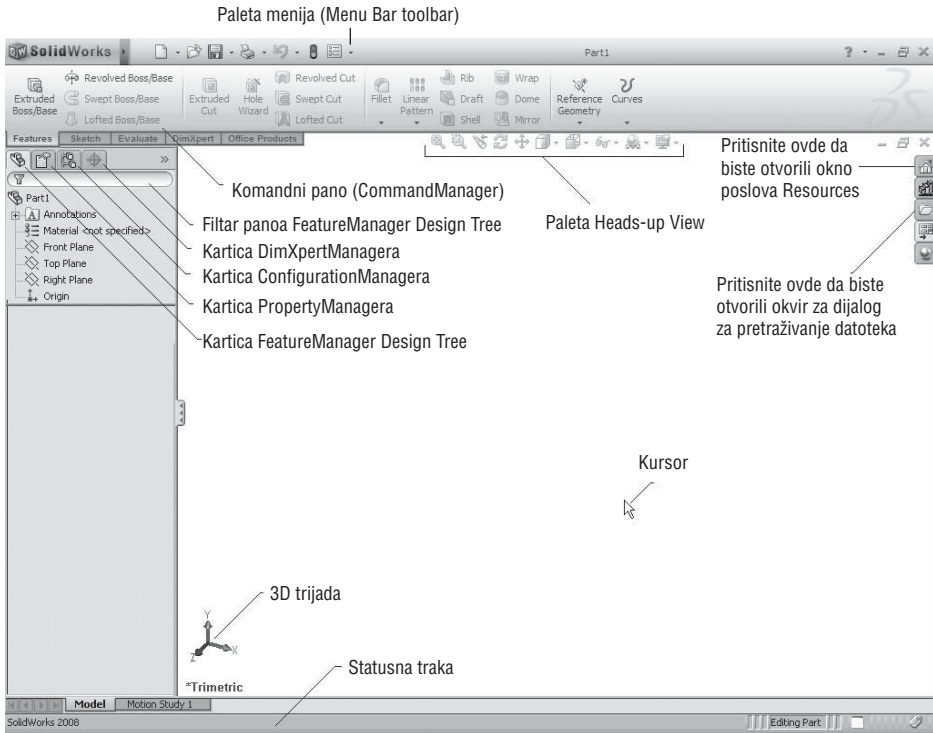 Paleta menija (Menu Bar toolbar)
SolidWorks
Part1
?
Extruded Boss/Base
Revolved Boss/Base
Swept Boss/Base
Lofted Boss/Base
Extruded Cut
Hole Wizard
Revolved Cut
Swept Cut
Lofted Cut
Fillet
Linear Pattern
Rib
Draft
Shell
Wrap
Dome
Mirror
Reference Geometry
Curves
Features
Sketch
Evaluate
DimXpert
Office Products
Pritisnite ovde da
biste otvorili okno
poslova Resources
Part1
Annotations
Material <not specified>
Front Plane
Top Plane
Right Plane
Origin
Komandni pano (CommandManager)
Filtar panoa FeatureManager Design Tree
Kartica DimXpertManagera
Kartica ConfigurationManagera
Kartica PropertyManagera
Kartica FeatureManager Design Tree
Paleta Heads-up View
Pritisnite ovde da biste
otvorili okvir za dijalog
za pretraživanje datoteka
Kursor
3D trijada
Y
X
Z
Statusna traka
*Trimetric
Model
Motion Study 1
SolidWorks 2008
Editing Part